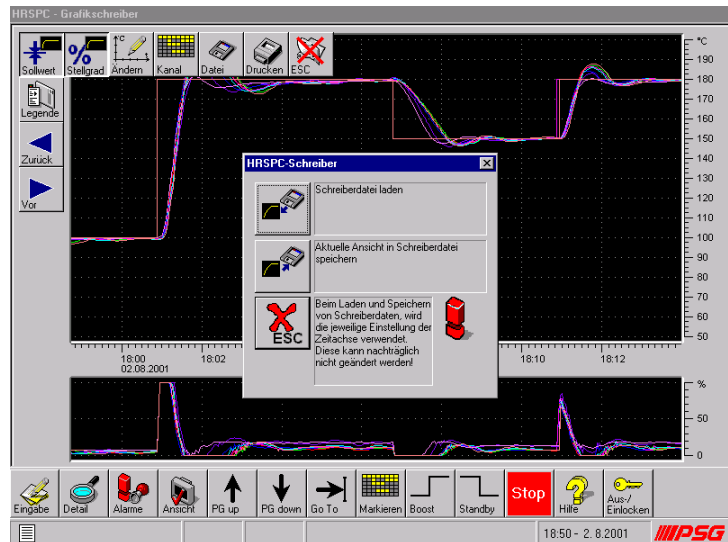 HRSPC - Grafikschreiber
Sollwert
Stellgrad
Ändern
Kanal
Datei
Drucken
ESC
°C
%
Legende
Zurück
Vor
°C
190
180
170
160
150
140
130
120
110
100
90
80
70
60
50
HRSPC-Schreiber
Schreiberdatei laden
Aktuelle Ansicht in Schreiberdatei
speichern
ESC
Beim Laden und Speichern
von Schreiberdaten, wird
die jeweilige Einstellung der
Zeitachse verwendet.
Diese kann nachträglich
nicht geändert werden!
18:00
18:02
18:10
18:12
02.08.2001
%
50
0
Eingabe
Detail
Alarme
Ansicht
PG up
PG down
Go To
Markieren
Boost
Standby
Stop
Hilfe
Aus-/
Einlocken
18:50 - 2. 8.2001
PSG